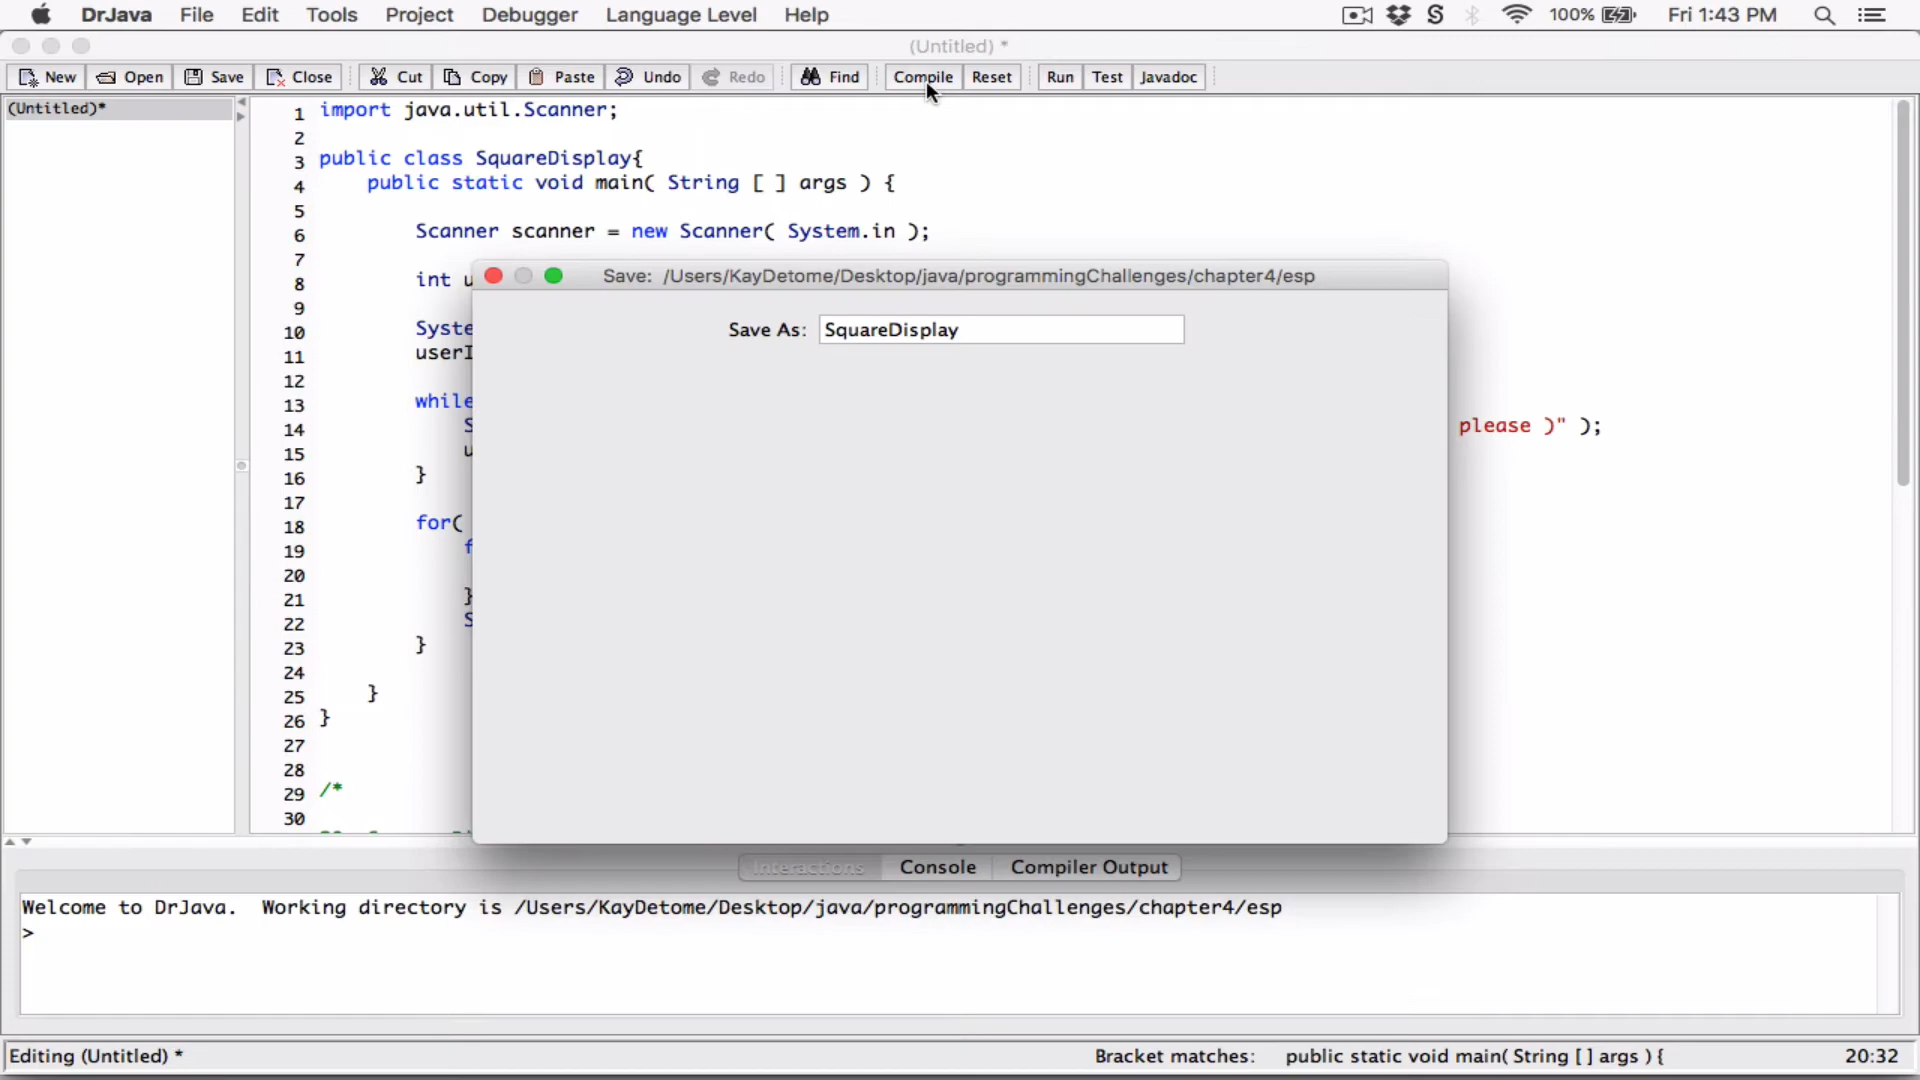 DrJava File Edit Tools Project Debugger Language Level Help 100% Fri 1:43 PM
(Untitled) *
New Open Save Close Cut Copy Paste Undo Redo Find Compile Reset Run Test Javadoc
(Untitled)*
1 import java.util.Scanner;
2
3 public class SquareDisplay{
4 public static void main( String [ ] args ) {
5
6 Scanner scanner = new Scanner( System.in );
7
Save: /Users/KayDetome/Desktop/java/programmingChallenges/chapter4/esp
Save As: SquareDisplay
8 int u
9
10 Syste
11 userI
12
13 while
14 S please )" );
15 u
16 }
17
18 for(
19 f
20
21 }
22 S
23 }
24
25 }
26 }
27
28
29 /*
30
Interactions Console Compiler Output
Welcome to DrJava. Working directory is /Users/KayDetome/Desktop/java/programmingChallenges/chapter4/esp
>
Editing (Untitled) * Bracket matches: public static void main( String [ ] args ) { 20:32